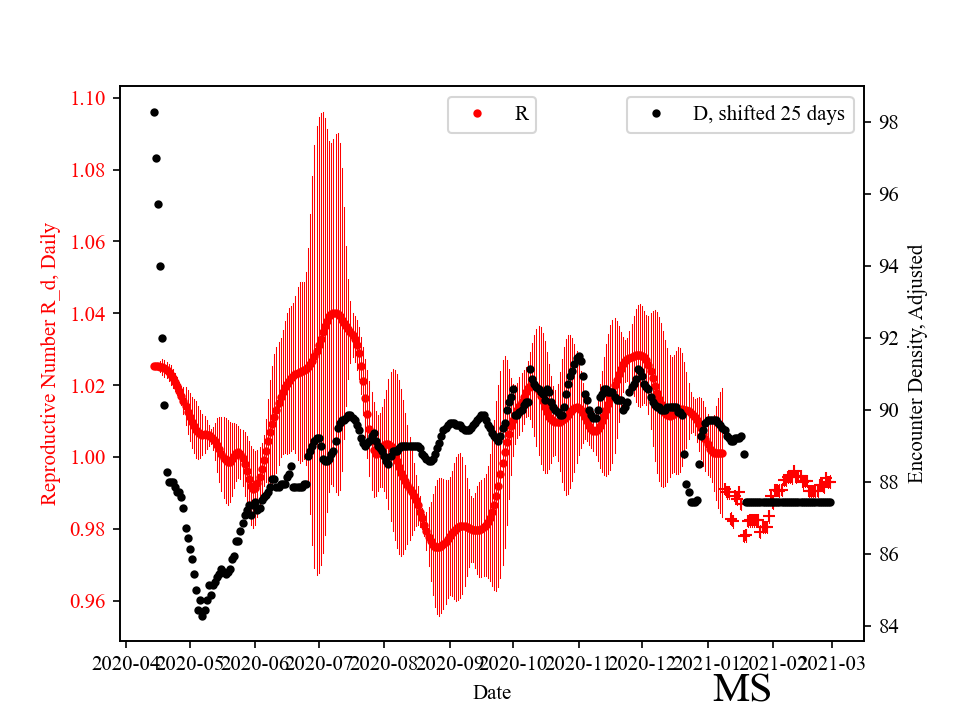 R
D, shifted 25 days
Reproductive Number R_d, Daily
1.10
1.08
1.06
1.04
1.02
1.00
0.98
0.96
98
96
94
92
90
88
86
84
Encounter Density, Adjusted
2020-04 2020-05 2020-06 2020-07 2020-08 2020-09 2020-10 2020-11 2020-12 2021-01 2021-02 2021-03
Date
MS